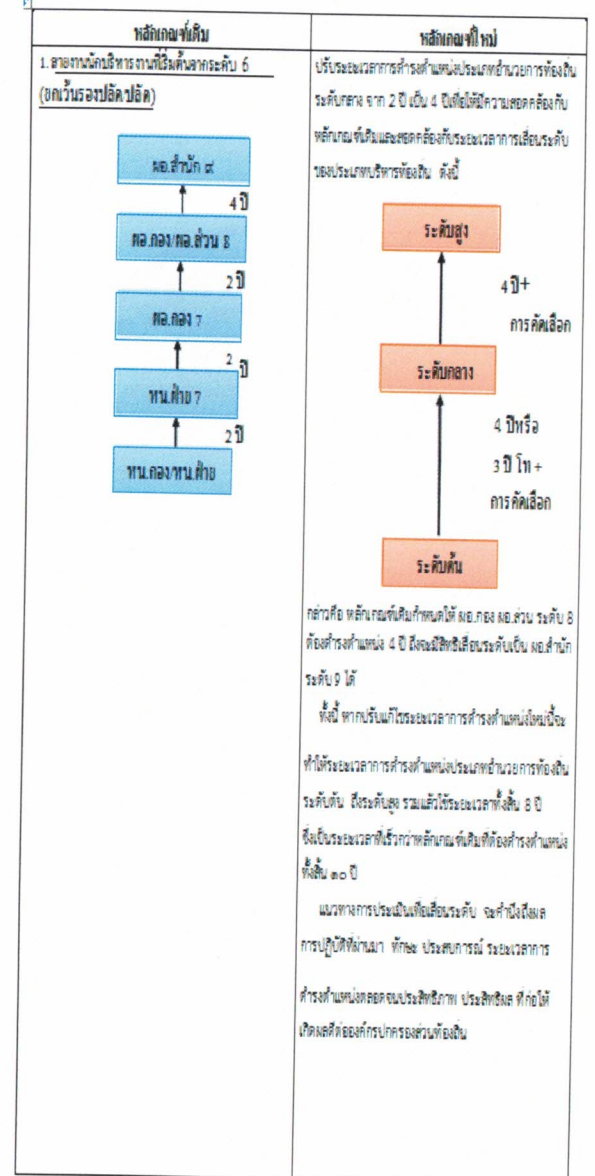 หลักเกณฑ์เดิม
1. สายงานนักบริหารงานที่เริ่มต้นจากระดับ 6
(ยกเว้นรองปลัด/ปลัด)
ผอ.สำนัก ๙
4 ปี
ผอ.กอง/ผอ.ส่วน 8
2 ปี
ผอ.กอง 7
2 ปี
หน.ฝ่าย 7
2 ปี
หน.กอง/หน.ฝ่าย
หลักเกณฑ์ใหม่
ปรับระยะเวลาการดำรงตำแหน่งประเภทอำนวยการท้องถิ่น
ระดับกลาง จาก 2 ปี เป็น 4 ปีเพื่อให้มีความสอดคล้องกับ
หลักเกณฑ์เดิมและสอดคล้องกับระยะเวลาการเลื่อนระดับ
ของประเภทบริหารท้องถิ่น ดังนี้
ระดับสูง
4 ปี+
การคัดเลือก
ระดับกลาง
4 ปีหรือ
3 ปี โท +
การคัดเลือก
ระดับต้น
กล่าวคือ หลักเกณฑ์เดิมกำหนดให้ ผอ.กอง ผอ.ส่วน ระดับ 8
ต้องดำรงตำแหน่ง 4 ปี ถึงจะมีสิทธิเลื่อนระดับเป็น ผอ.สำนัก
ระดับ 9 ได้
ทั้งนี้ หากปรับแก้ไขระยะเวลาการดำรงตำแหน่งใหม่นี้จะ
ทำให้ระยะเวลาการดำรงตำแหน่งประเภทอำนวยการท้องถิ่น
ระดับต้น ถึงระดับสูง รวมแล้วใช้ระยะเวลาทั้งสิ้น 8 ปี
ซึ่งเป็นระยะเวลาที่เร็วกว่าหลักเกณฑ์เดิมที่ต้องดำรงตำแหน่ง
ทั้งสิ้น ๑๐ ปี
แนวทางการประเมินเพื่อเลื่อนระดับ จะคำนึงถึงผล
การปฏิบัติที่ผ่านมา ทักษะ ประสบการณ์ ระยะเวลาการ
ดำรงตำแหน่งตลอดจนประสิทธิภาพ ประสิทธิผล ที่ก่อให้
เกิดผลดีต่อองค์กรปกครองส่วนท้องถิ่น